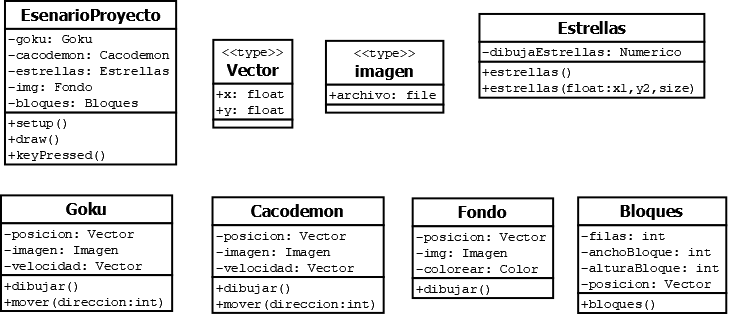 EsenarioProyecto
-goku: Goku
-cacodemon: Cacodemon
-estrellas: Estrellas
-img: Fondo
-bloques: Bloques
+setup()
+draw()
+keyPressed()
<<type>>
Vector
+x: float
+y: float
<<type>>
imagen
+archivo: file
Estrellas
-dibujaEstrellas: Numerico
+estrellas()
+estrellas(float:x1,y2,size)
Goku
-posicion: Vector
-imagen: Imagen
-velocidad: Vector
+dibujar()
+mover(direccion:int)
Cacodemon
-posicion: Vector
-imagen: Imagen
-velocidad: Vector
+dibujar()
+mover(direccion:int)
Fondo
-posicion: Vector
-img: Imagen
-colorear: Color
+dibujar()
Bloques
-filas: int
-anchoBloque: int
-alturaBloque: int
-posicion: Vector
+bloques()